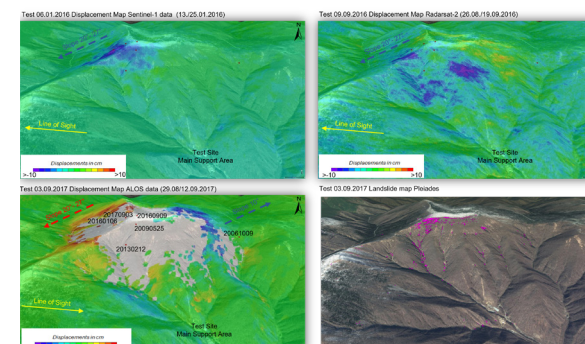 Test 06.01.2016 Displacement Map Sentinel-1 data (13./25.01.2016)
N
Line of Sight
Test Site
Main Support Area
Displacements in cm
>-10 >10
Test 09.09.2016 Displacement Map Radarsat-2 (26.08./19.09.2016)
N
Line of Sight
Test Site
Main Support Area
Displacements in cm
>-10 >10
Test 03.09.2017 Displacement Map ALOS data (29.08/12.09.2017)
20170903 20160909
20160106
20090525
20061009
20130212
Line of Sight
Test Site
Main Support Area
Displacements in cm
Test 03.09.2017 Landslide map Pleiades